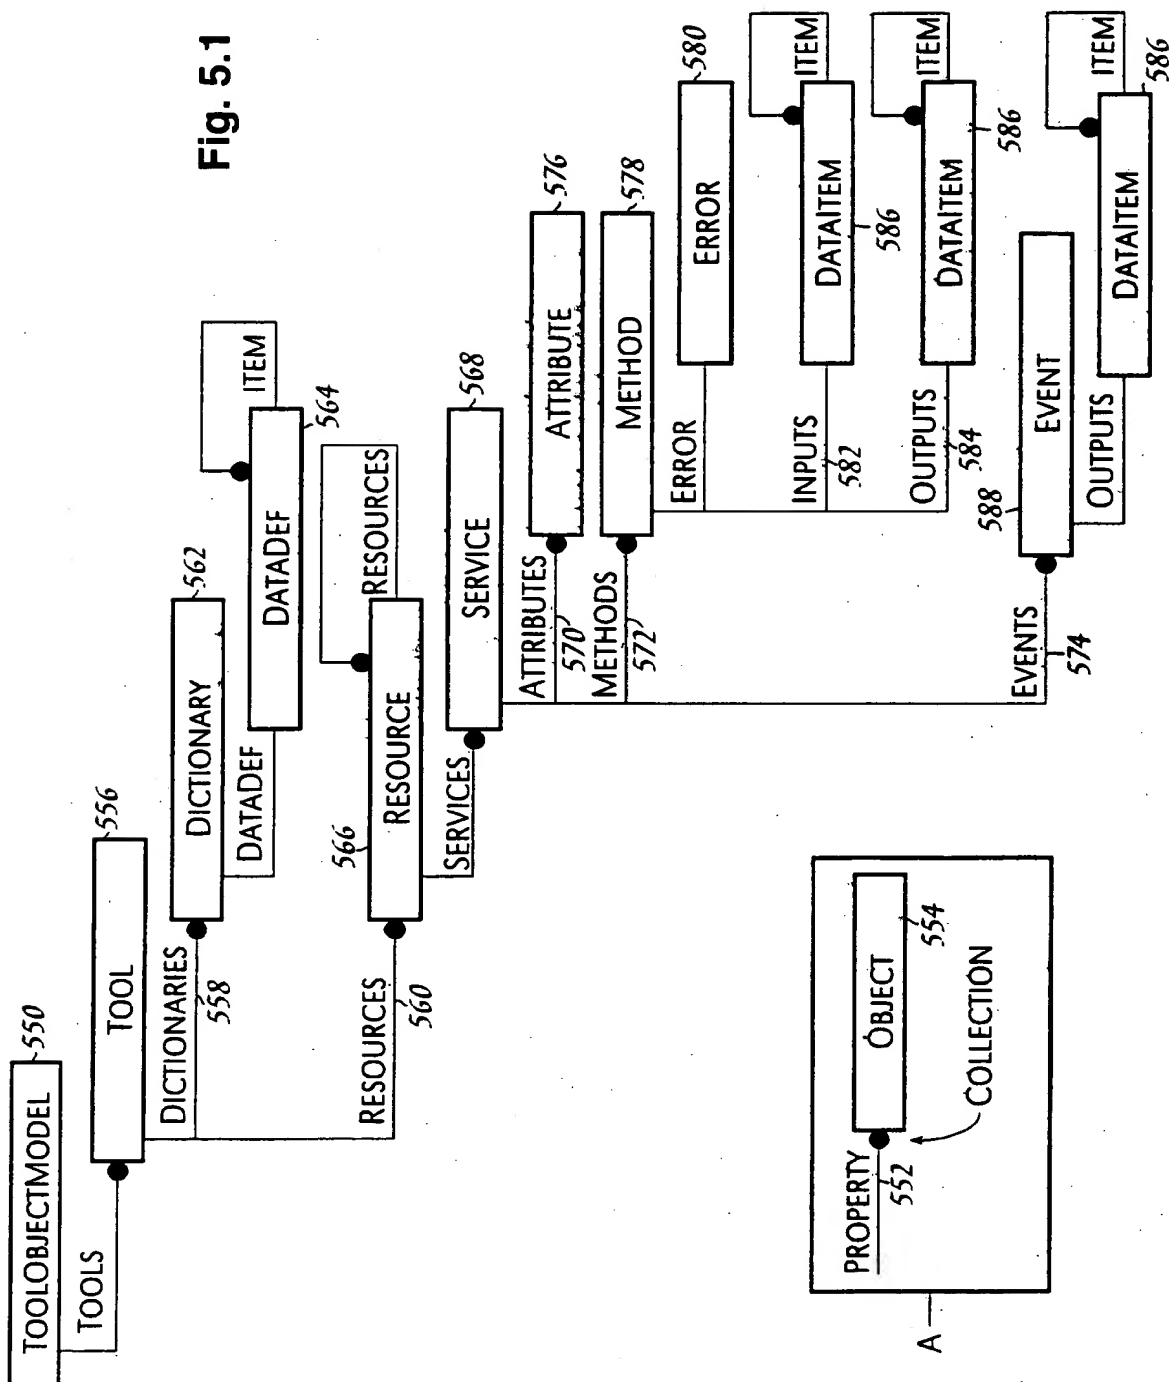 Fig. 5.1
TOOLOBJECTMODEL
550
TOOLS
TOOL
556
DICTIONARIES
558
DICTIONARY
562
DATADEF
DATADEF
564
ITEM
RESOURCES
560
RESOURCE
566
RESOURCES
SERVICES
SERVICE
568
ATTRIBUTES
570
ATTRIBUTE
576
METHODS
572
METHOD
578
ERROR
ERROR
580
INPUTS
582
DATAITEM
586
ITEM
OUTPUTS
584
DATAITEM
586
ITEM
EVENTS
574
EVENT
588
OUTPUTS
DATAITEM
586
ITEM
PROPERTY
552
OBJECT
554
COLLECTION
A